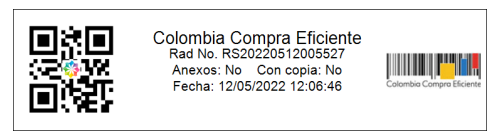 Colombia Compra Eficiente
Rad No. RS20220512005527
Anexos: No Con copia: No
Fecha: 12/05/2022 12:06:46
Colombia Compra Eficiente